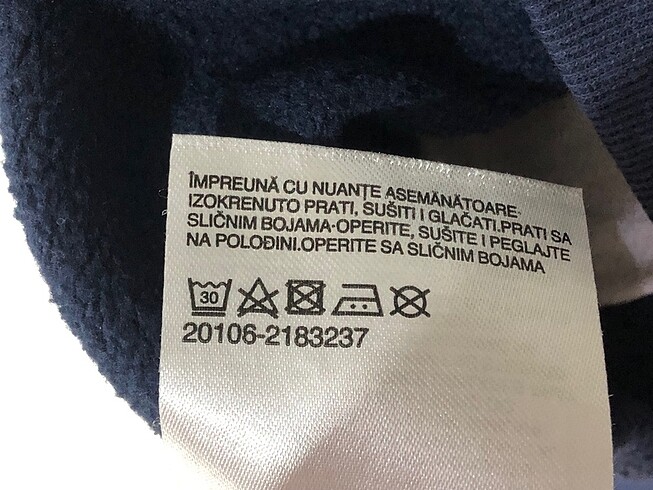 ÎMPREUNĂ CU NUANȚE ASEMĂNĂTOARE-
IZOKRENUTO PRATI, SUŠITI I GLAČATI.PRATI SA
SLIČNIM BOJAMA-OPERITE, SUŠITE I PEGLAJTE
NA POLOĐINI.OPERITE SA SLIČNIM BOJAMA
30
20106-2183237